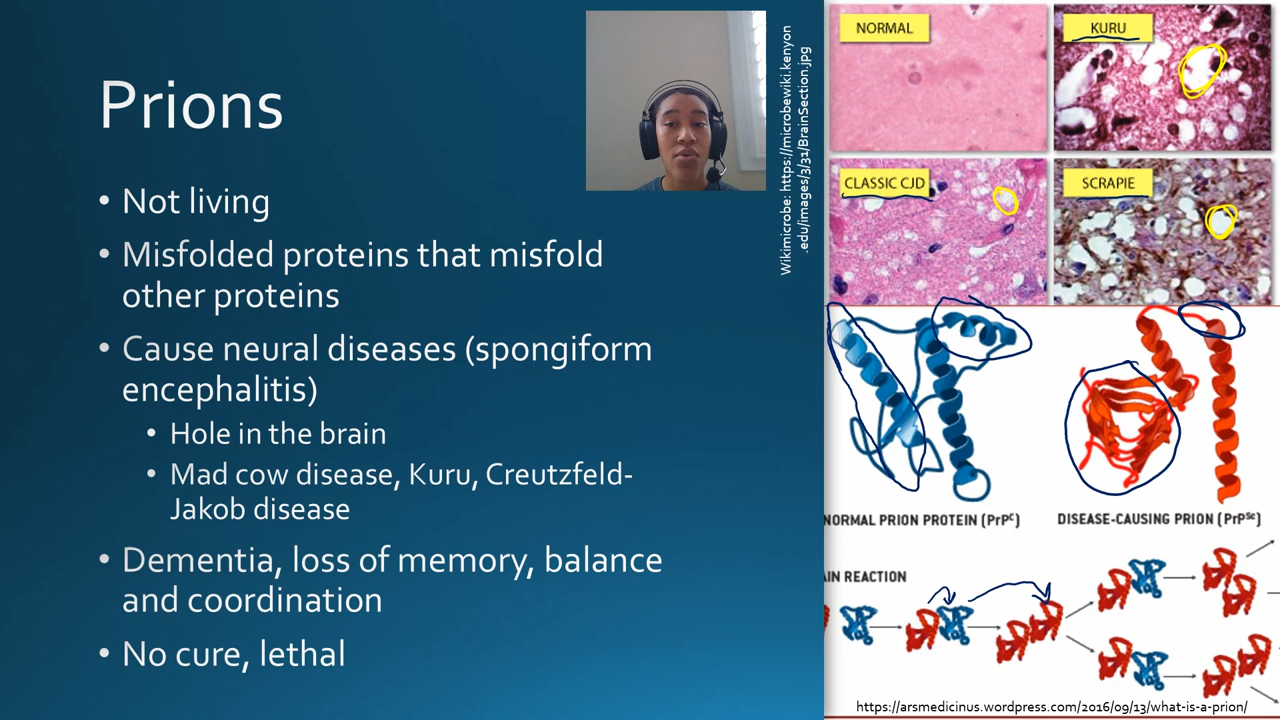 Prions
• Not living
• Misfolded proteins that misfold
other proteins
• Cause neural diseases (spongiform
encephalitis)
• Hole in the brain
• Mad cow disease, Kuru, Creutzfeld-
Jakob disease
• Dementia, loss of memory, balance
and coordination
• No cure, lethal
Wikimicrobe: https://microbewiki.kenyon
.edu/images/3/31/BrainSection.jpg
NORMAL
KURU
CLASSIC CJD
SCRAPIE
NORMAL PRION PROTEIN (PrPᶜ)
DISEASE-CAUSING PRION (PrPˢᶜ)
AIN REACTION
https://arsmedicinus.wordpress.com/2016/09/13/what-is-a-prion/